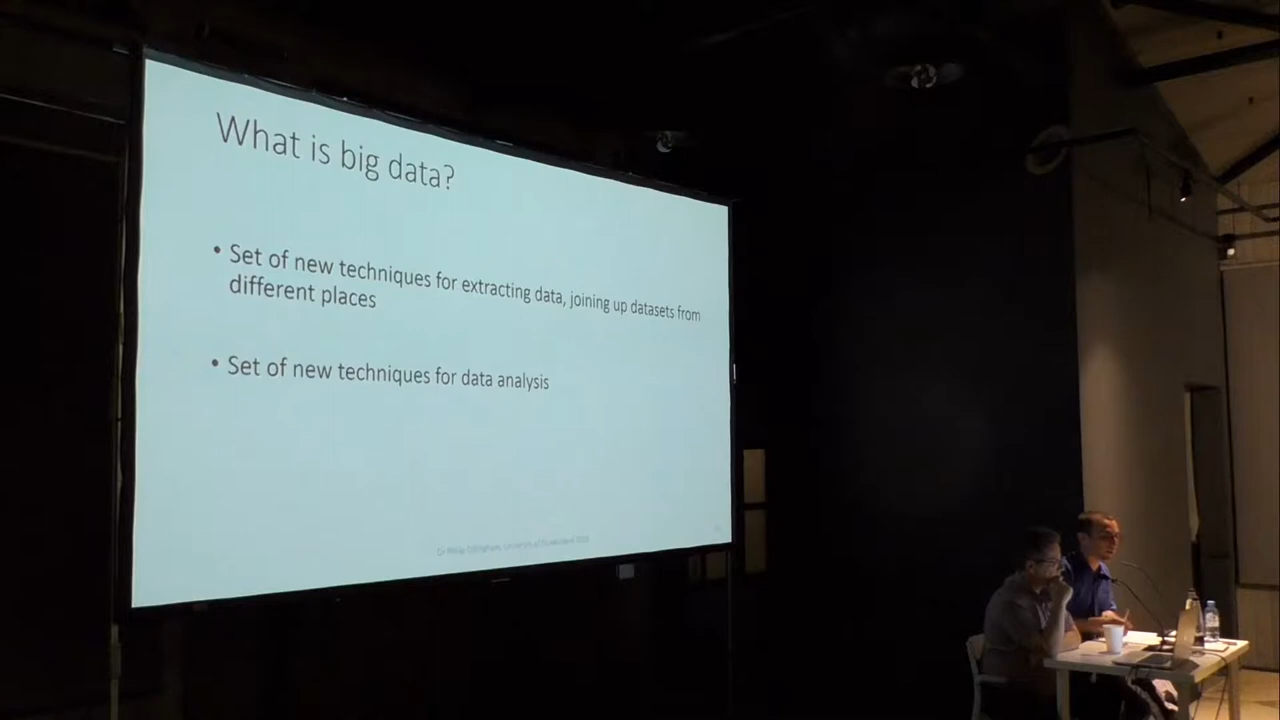 What is big data?
• Set of new techniques for extracting data, joining up datasets from
different places
• Set of new techniques for data analysis